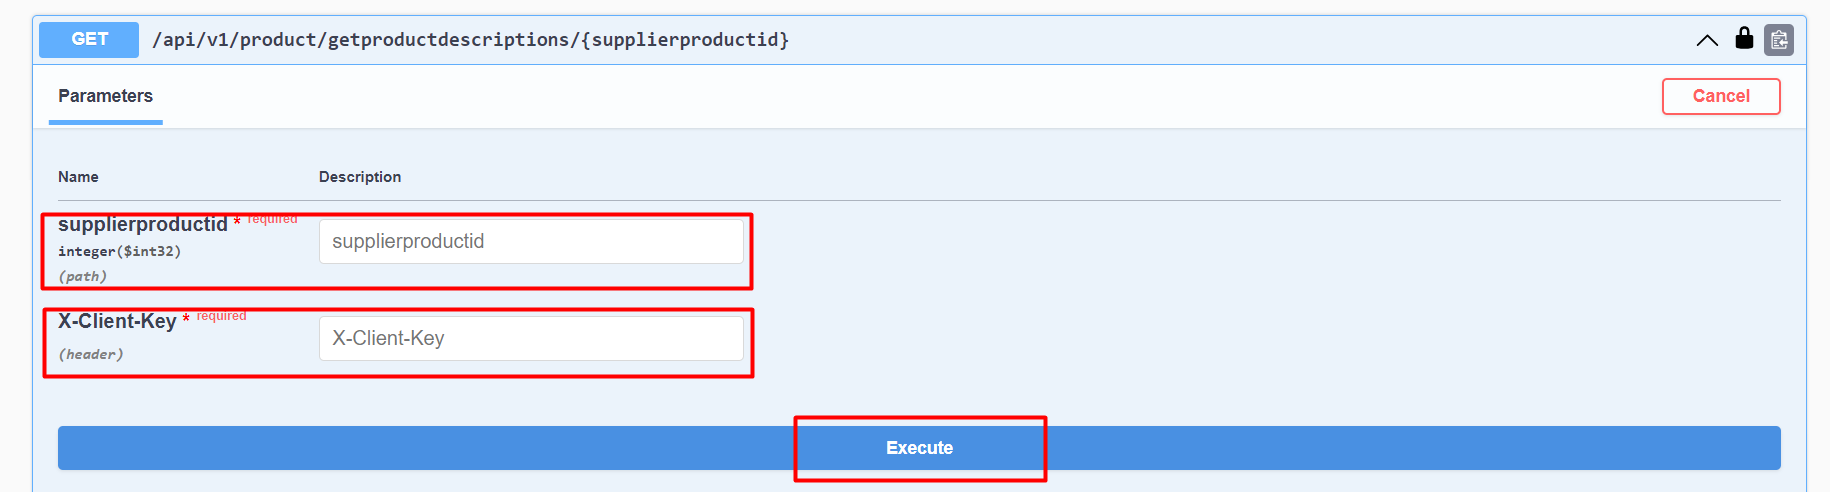 GET /api/v1/product/getproductdescriptions/{supplierproductid}
Parameters
Cancel
Name Description
supplierproductid * required
supplierproductid
integer($int32)
(path)
X-Client-Key * required
X-Client-Key
(header)
Execute